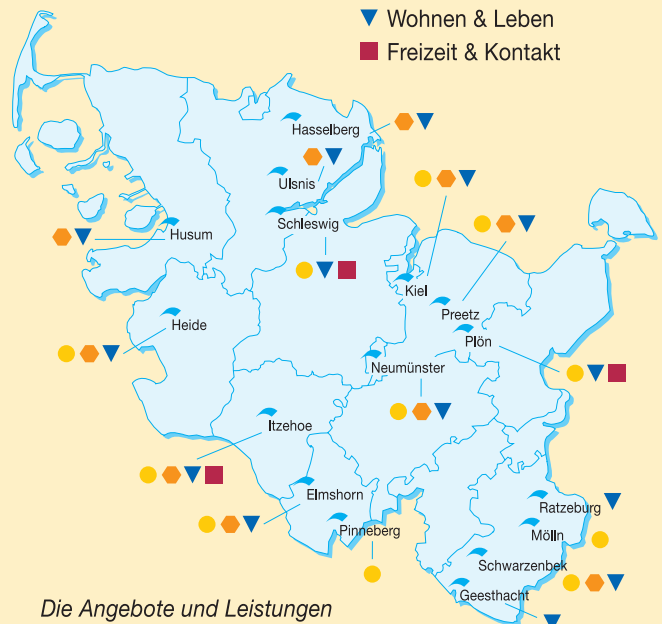 Wohnen & Leben
Freizeit & Kontakt
Hasselberg
Ulsnis
Schleswig
Husum
Kiel
Preetz
Heide
Plön
Neumünster
Itzehoe
Elmshorn
Ratzeburg
Pinneberg
Mölln
Schwarzenbek
Geesthacht
Die Angebote und Leistungen